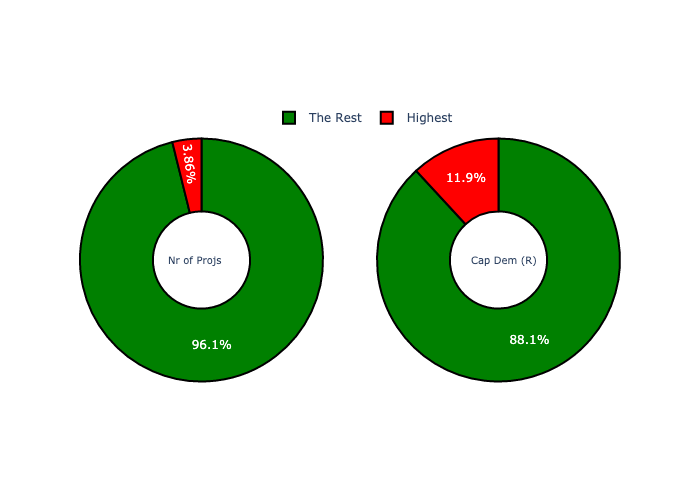 The Rest
Highest
3.86%
96.1%
Nr of Projs
11.9%
88.1%
Cap Dem (R)